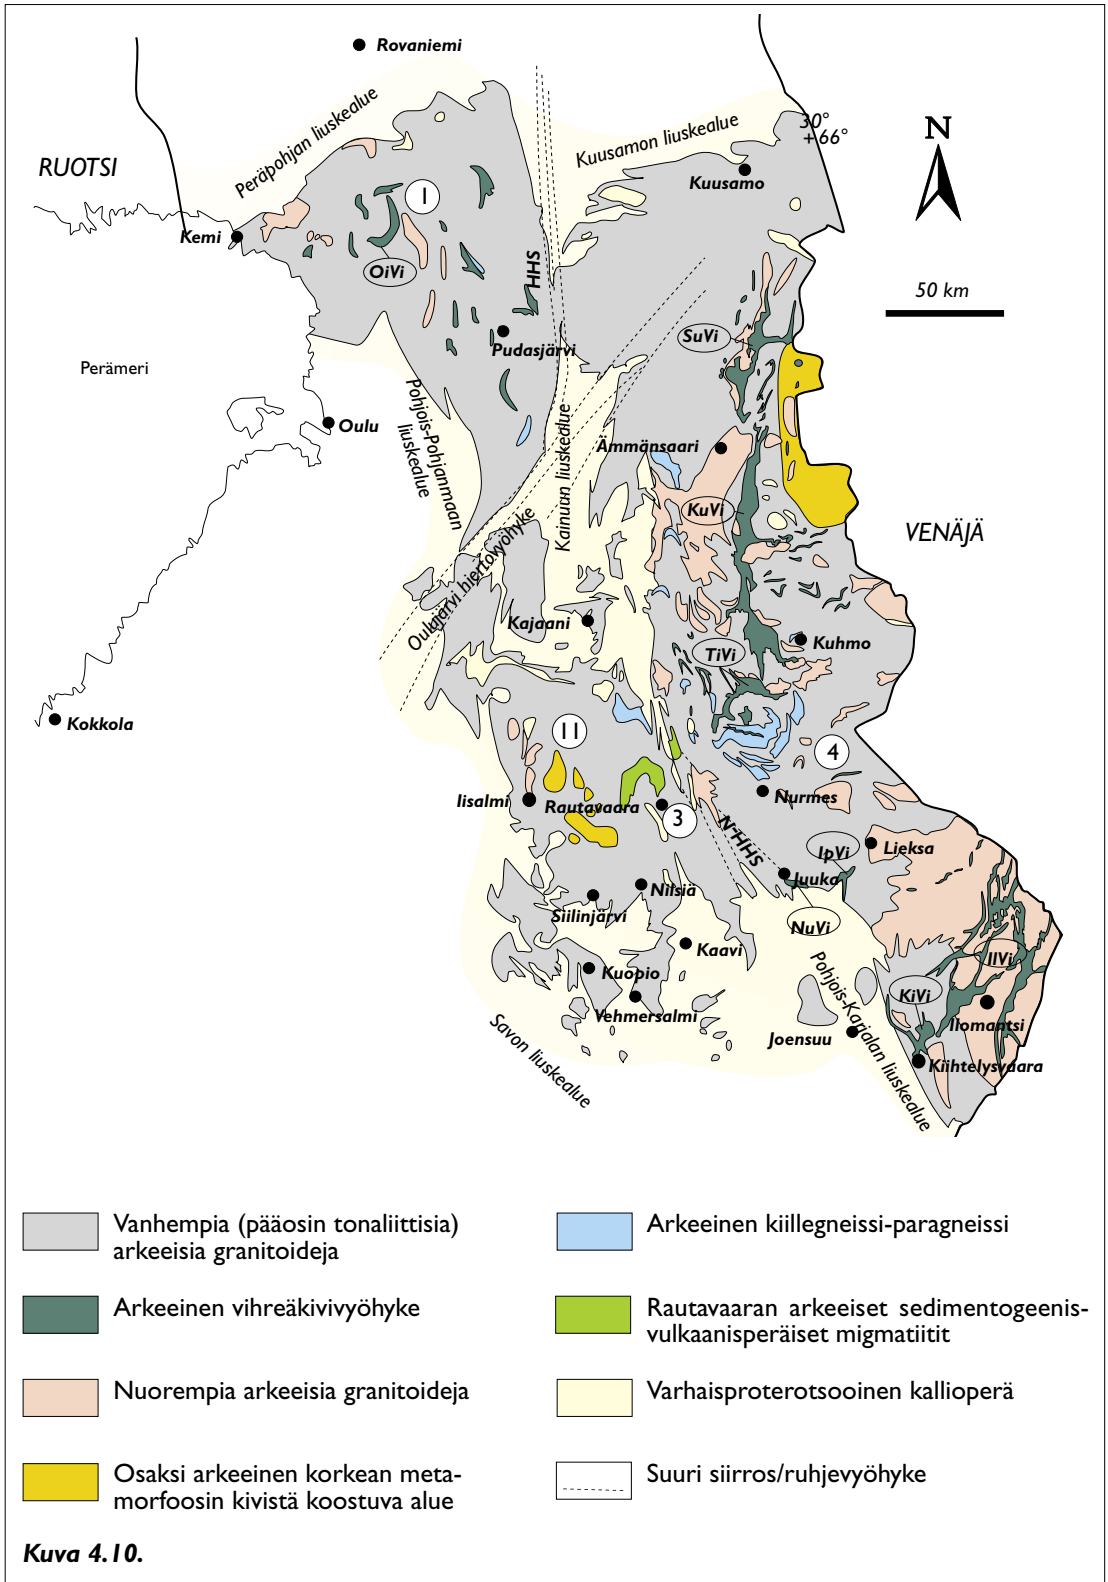 Rovaniemi
Peräpohjan liuskealue
Kuusamon liuskealue
30°
+66°
N
RUOTSI
Kuusamo
1
Kemi
OiVi
HHS
50 km
SuVi
Pudasjärvi
Perämeri
Pohjois-Pohjanmaan
liuskealue
Oulu
Kainuun liuskealue
Ämmänsaari
KuVi
VENÄJÄ
Oulujärvi hiertovyöhyke
Kajaani
TiVi
Kuhmo
Kokkola
11
4
Iisalmi
Rautavaara
3
Nurmes
N-HHS
IpVi
Lieksa
Juuka
Nilsiä
Siilinjärvi
NuVi
Kaavi
Pohjois-Karjalan liuskealue
IIVi
Kuopio
KiVi
Vehmersalmi
Ilomantsi
Savon liuskealue
Joensuu
Kiihtelysvaara
Vanhempia (pääosin tonaliittisia)
arkeeisia granitoideja
Arkeeinen vihreäkivivyöhyke
Nuorempia arkeeisia granitoideja
Osaksi arkeeinen korkean meta-
morfoosin kivistä koostuva alue
Arkeeinen kiillegneissi-paragneissi
Rautavaaran arkeeiset sedimentogeenis-
vulkaanisperäiset migmatiitit
Varhaisproterotsooinen kallioperä
Suuri siirros/ruhjevyöhyke
Kuva 4.10.